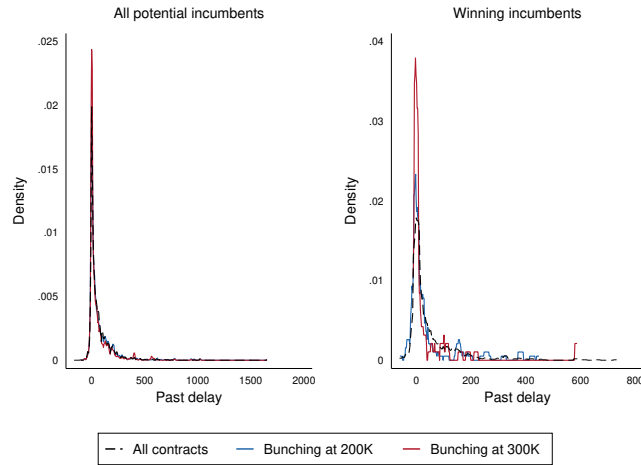 All potential incumbents
Winning incumbents
.025
.02
.015
.01
.005
0
Density
0
500
1000
1500
2000
Past delay
.04
.03
.02
.01
0
Density
0
200
400
600
800
Past delay
All contracts
Bunching at 200K
Bunching at 300K